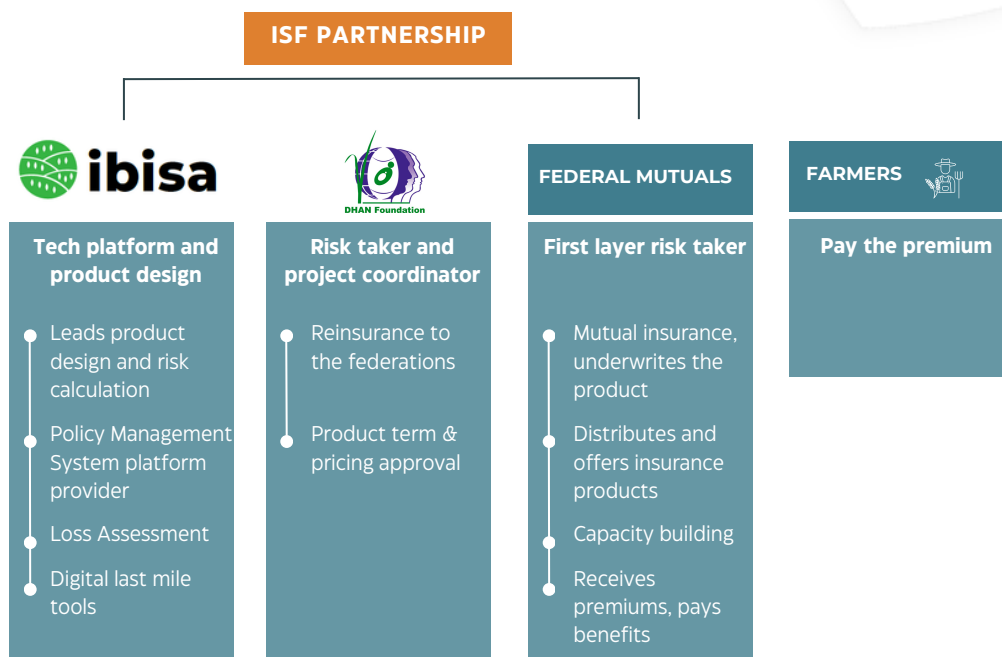 ISF PARTNERSHIP
ibisa
DHAN Foundation
FEDERAL MUTUALS
FARMERS
Tech platform and
product design
Leads product
design and risk
calculation
Policy Management
System platform
provider
Loss Assessment
Digital last mile
tools
Risk taker and
project coordinator
Reinsurance to
the federations
Product term &
pricing approval
First layer risk taker
Mutual insurance,
underwrites the
product
Distributes and
offers insurance
products
Capacity building
Receives
premiums, pays
benefits
Pay the premium